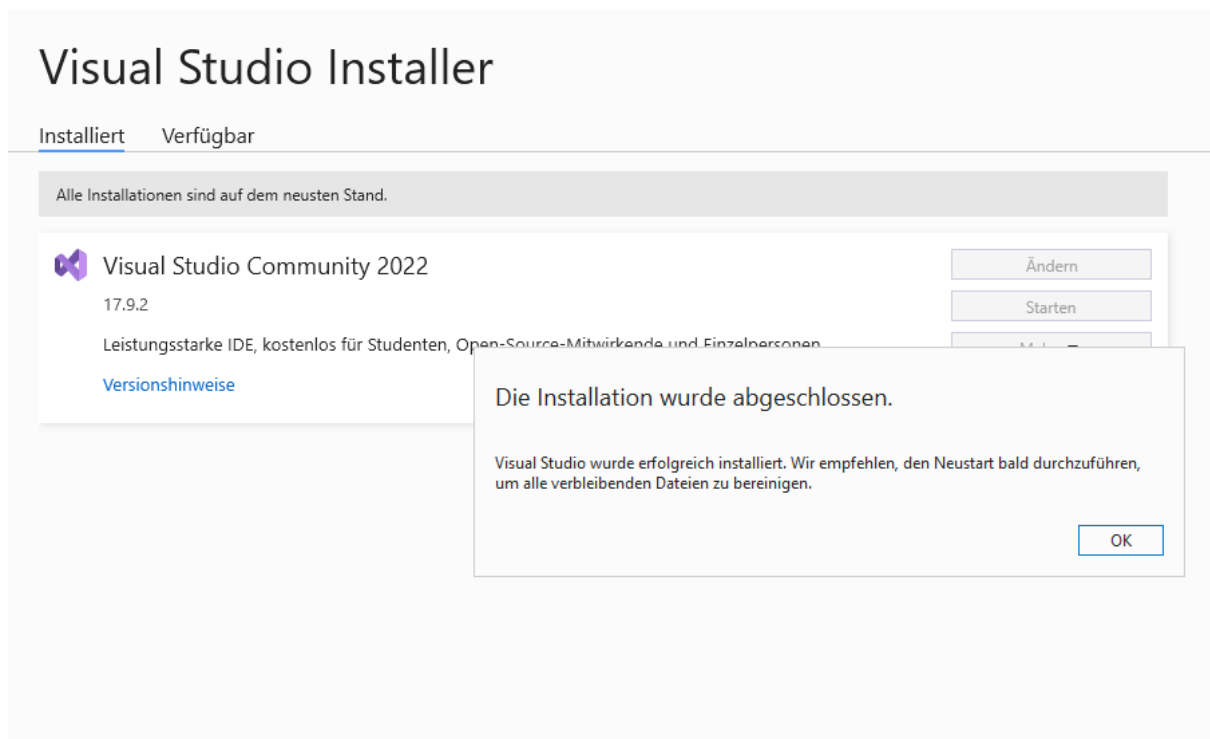 Visual Studio Installer
Installiert Verfügbar
Alle Installationen sind auf dem neusten Stand.
Visual Studio Community 2022
17.9.2
Leistungsstarke IDE, kostenlos für Studenten, Open-Source-Mitwirkende und Einzelpersonen
Versionshinweise
Ändern
Starten
Die Installation wurde abgeschlossen.
Visual Studio wurde erfolgreich installiert. Wir empfehlen, den Neustart bald durchzuführen,
um alle verbleibenden Dateien zu bereinigen.
OK